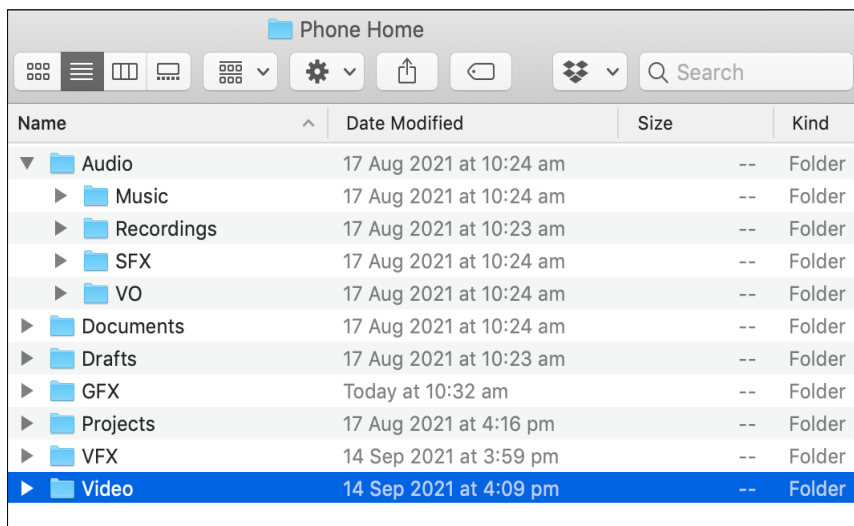 Phone Home
Search
Name Date Modified Size Kind
Audio 17 Aug 2021 at 10:24 am -- Folder
Music 17 Aug 2021 at 10:24 am -- Folder
Recordings 17 Aug 2021 at 10:23 am -- Folder
SFX 17 Aug 2021 at 10:24 am -- Folder
VO 17 Aug 2021 at 10:24 am -- Folder
Documents 17 Aug 2021 at 10:24 am -- Folder
Drafts 17 Aug 2021 at 10:23 am -- Folder
GFX Today at 10:32 am -- Folder
Projects 17 Aug 2021 at 4:16 pm -- Folder
VFX 14 Sep 2021 at 3:59 pm -- Folder
Video 14 Sep 2021 at 4:09 pm -- Folder